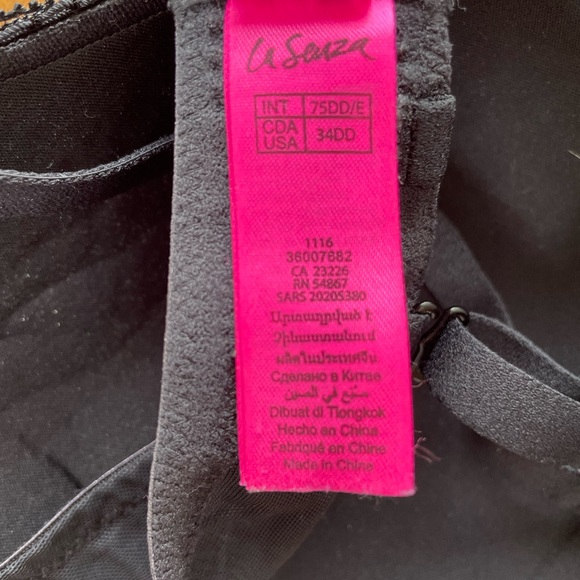 La Senza
INT 75DD/E
CDA USA 34DD
1116
36007682
CA 23226
RN 54867
SARS 20205380
Արտադրված է
Չինաստանում
ผลิตในประเทศจีน
Сделано в Китае
صنع في الصين
Dibuat di Tiongkok
Hecho en China
Fabriqué en Chine
Made in China